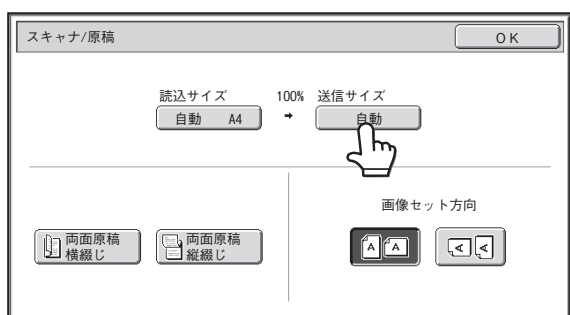 スキャナ/原稿
OK
読込サイズ 100% 送信サイズ
自動 A4 → 自動
画像セット方向
両面原稿 両面原稿
横綴じ 縦綴じ
A A A A